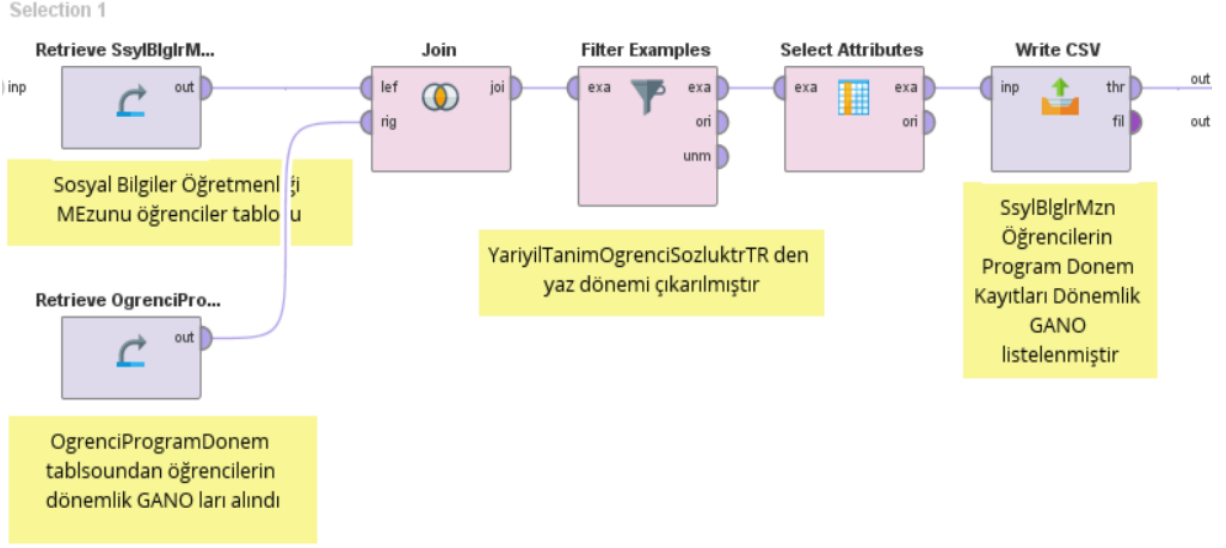 Selection 1
Retrieve SsylBlglrM...
Join
Filter Examples
Select Attributes
Write CSV
inp
out
lef
joi
rig
exa
exa
ori
unm
exa
exa
ori
inp
thr
fil
out
out
Sosyal Bilgiler Öğretmenliği
MEzunu öğrenciler tablosu
YariyilTanimOgrenciSozluktrTR den
yaz dönemi çıkarılmıştır
SsylBlglrMzn
Öğrencilerin
Program Donem
Kayıtları Dönemlik
GANO
listelenmiştir
Retrieve OgrenciPro...
out
OgrenciProgramDonem
tablsoundan öğrencilerin
dönemlik GANO ları alındı